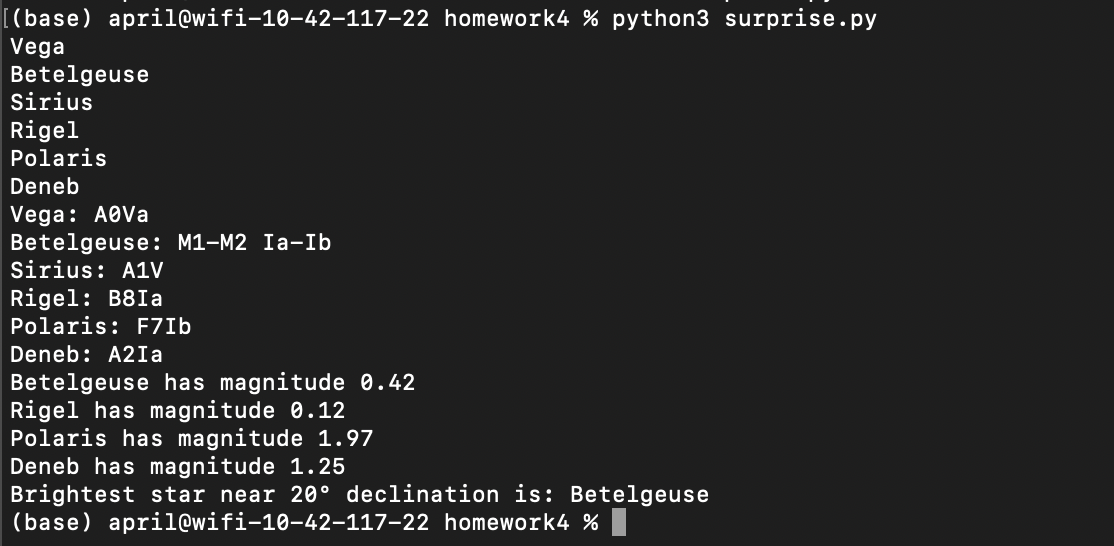 [(base) april@wifi-10-42-117-22 homework4 % python3 surprise.py
Vega
Betelgeuse
Sirius
Rigel
Polaris
Deneb
Vega: A0Va
Betelgeuse: M1-M2 Ia-Ib
Sirius: A1V
Rigel: B8Ia
Polaris: F7Ib
Deneb: A2Ia
Betelgeuse has magnitude 0.42
Rigel has magnitude 0.12
Polaris has magnitude 1.97
Deneb has magnitude 1.25
Brightest star near 20° declination is: Betelgeuse
(base) april@wifi-10-42-117-22 homework4 %